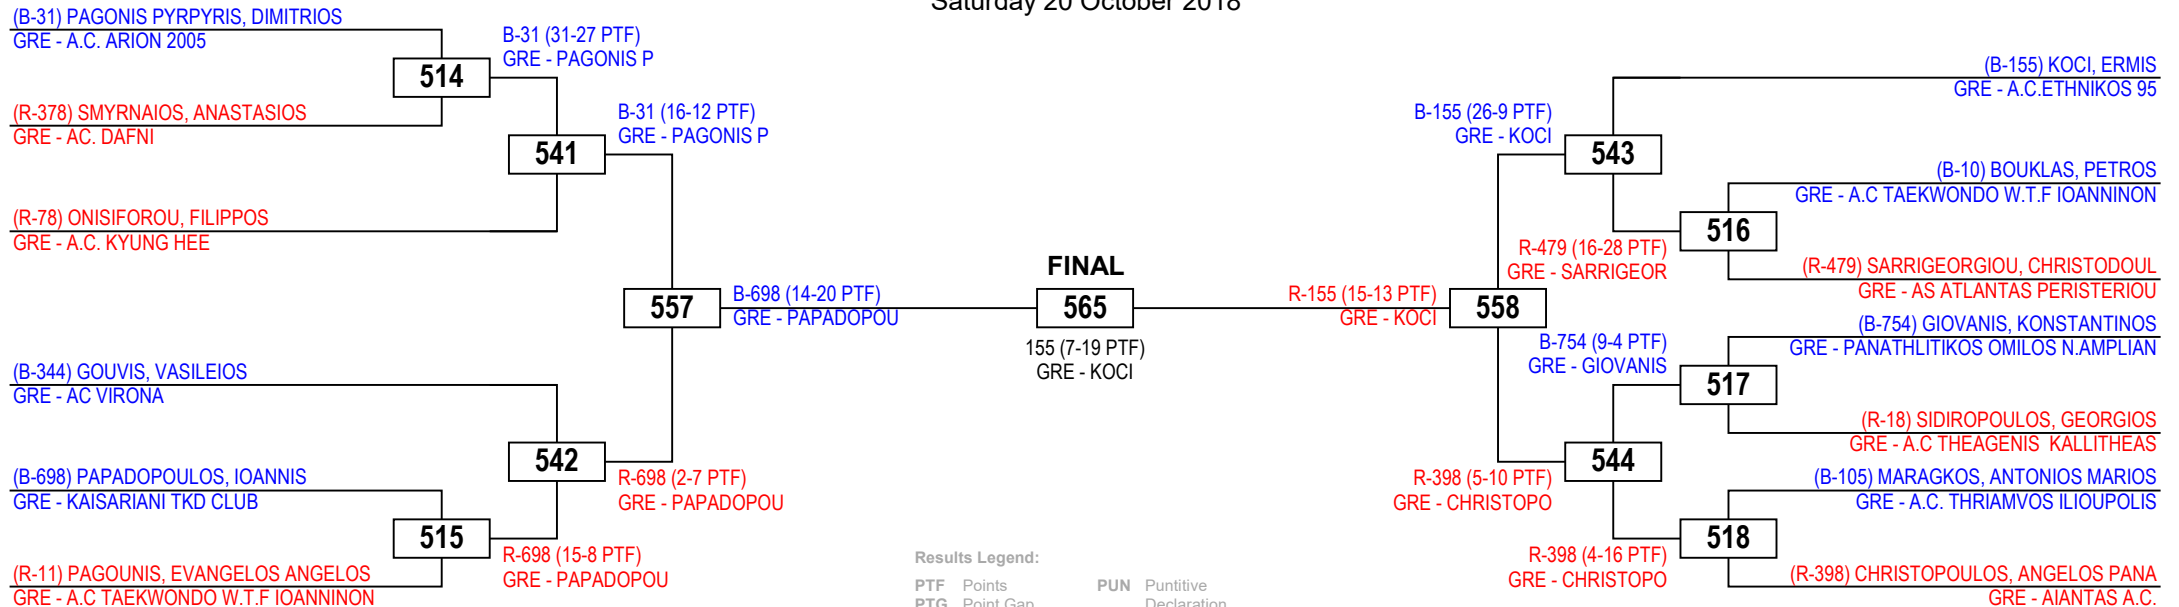 Saturday 20 October 2018
(B-31) PAGONIS PYRPYRIS, DIMITRIOS
GRE - A.C. ARION 2005
B-31 (31-27 PTF)
GRE - PAGONIS P
514
(R-378) SMYRNAIOS, ANASTASIOS
GRE - AC. DAFNI
B-31 (16-12 PTF)
GRE - PAGONIS P
541
(R-78) ONISIFOROU, FILIPPOS
GRE - A.C. KYUNG HEE
557
B-698 (14-20 PTF)
GRE - PAPADOPOU
(B-344) GOUVIS, VASILEIOS
GRE - AC VIRONA
542
(B-698) PAPADOPOULOS, IOANNIS
GRE - KAISARIANI TKD CLUB
R-698 (2-7 PTF)
GRE - PAPADOPOU
515
R-698 (15-8 PTF)
GRE - PAPADOPOU
(R-11) PAGOUNIS, EVANGELOS ANGELOS
GRE - A.C TAEKWONDO W.T.F IOANNINON
FINAL
565
155 (7-19 PTF)
GRE - KOCI
(B-155) KOCI, ERMIS
GRE - A.C.ETHNIKOS 95
B-155 (26-9 PTF)
GRE - KOCI
543
(B-10) BOUKLAS, PETROS
GRE - A.C TAEKWONDO W.T.F IOANNINON
516
R-479 (16-28 PTF)
GRE - SARRIGEOR
(R-479) SARRIGEORGIOU, CHRISTODOUL
GRE - AS ATLANTAS PERISTERIOU
R-155 (15-13 PTF)
GRE - KOCI
558
(B-754) GIOVANIS, KONSTANTINOS
GRE - PANATHLITIKOS OMILOS N.AMPLIAN
B-754 (9-4 PTF)
GRE - GIOVANIS
517
(R-18) SIDIROPOULOS, GEORGIOS
GRE - A.C THEAGENIS KALLITHEAS
544
R-398 (5-10 PTF)
GRE - CHRISTOPO
(B-105) MARAGKOS, ANTONIOS MARIOS
GRE - A.C. THRIAMVOS ILIOUPOLIS
518
R-398 (4-16 PTF)
GRE - CHRISTOPO
(R-398) CHRISTOPOULOS, ANGELOS PANA
GRE - AIANTAS A.C.
Results Legend:
PTF Points PUN Puntitive
PTG Point Gap Declaration